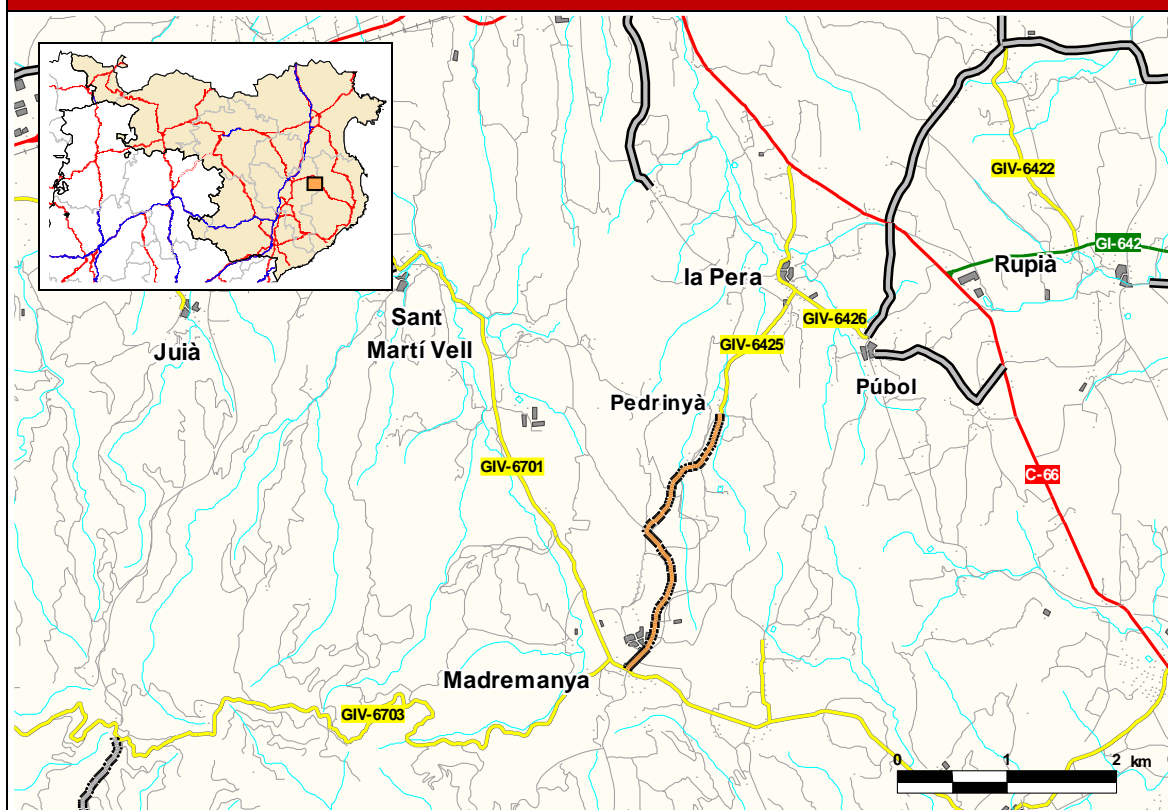 GIV-6422
GI-642
Rupià
la Pera
GIV-6426
Sant
Martí Vell
Juià
GIV-6425
Púbol
Pedrinyà
GIV-6701
C-66
Madremanya
GIV-6703
0 1 2 km